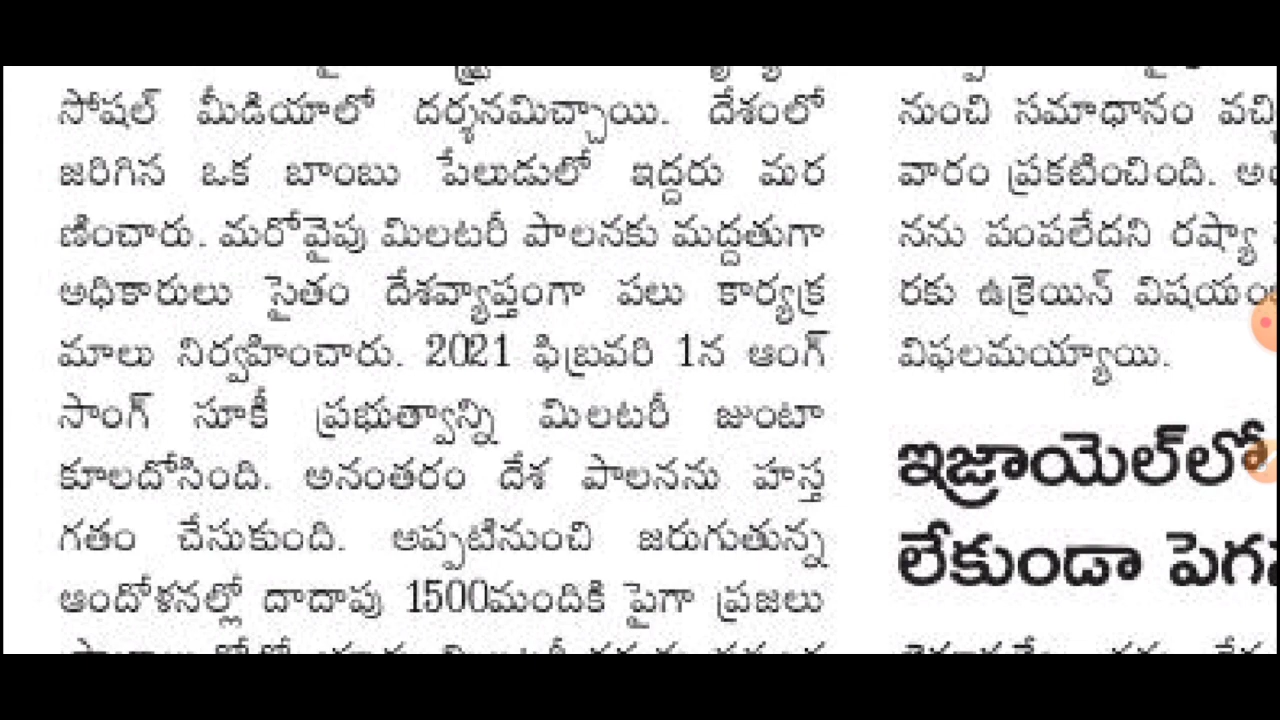 సోషల్ మీడియాలో దర్శనమిచ్చాయి. దేశంలో
జరిగిన ఒక బాంబు పేలుడులో ఇద్దరు మర
ణించారు. మరోవైపు మిలటరీ పాలనకు మద్దతుగా
అధికారులు సైతం దేశవ్యాప్తంగా పలు కార్యక్ర
మాలు నిర్వహించారు. 2021 ఫిబ్రవరి 1న ఆంగ్
సాంగ్ సూకీ ప్రభుత్వాన్ని మిలటరీ జుంటా
కూలదోసింది. అనంతరం దేశ పాలనను హస్త
గతం చేసుకుంది. అప్పటినుంచి జరుగుతున్న
ఆందోళనల్లో దాదాపు 1500మందికి పైగా ప్రజలు
నుంచి సమాధానం
వారం ప్రకటించింది.
నను పంపలేదని రష్యా
రకు ఉక్రెయిన్
విఫలమయ్యాయి.
ఇజ్రాయెల్‌లో
లేకుండా